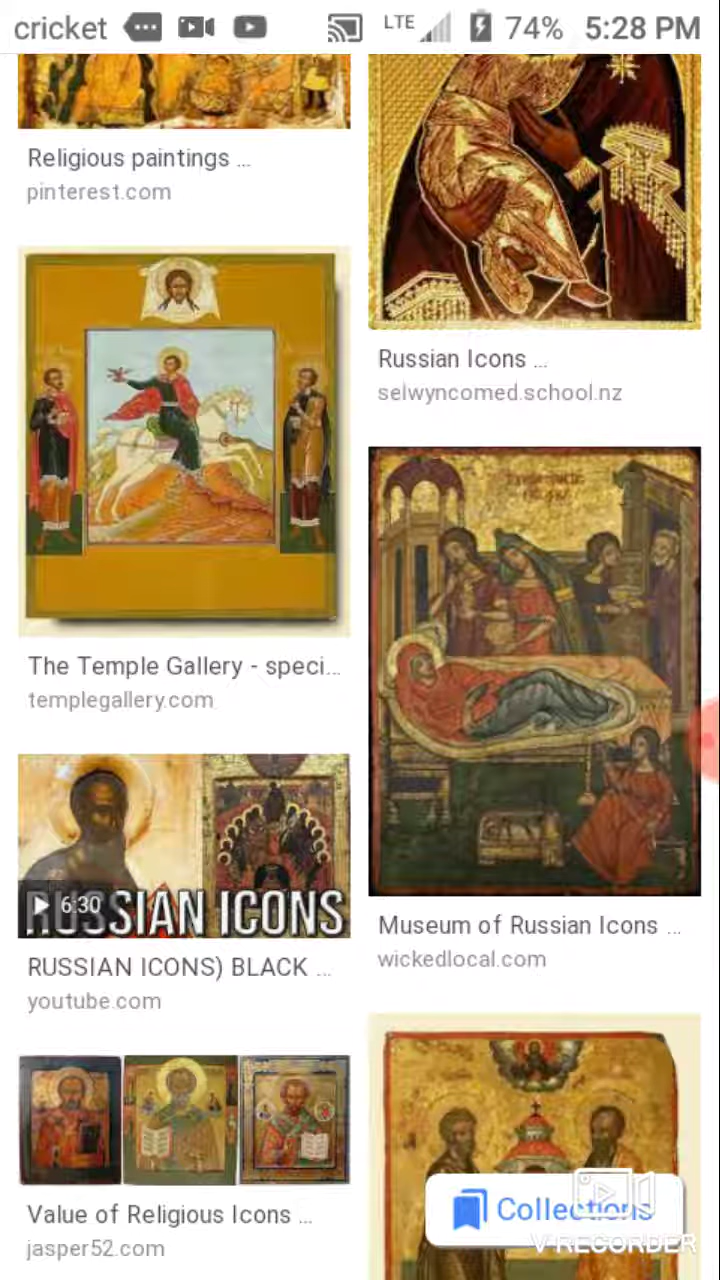 cricket
LTE 74% 5:28 PM
Religious paintings ...
pinterest.com
Russian Icons ...
selwyncomed.school.nz
The Temple Gallery - speci...
templegallery.com
6:30
RUSSIAN ICONS
RUSSIAN ICONS) BLACK ...
youtube.com
Museum of Russian Icons ...
wickedlocal.com
Value of Religious Icons ...
jasper52.com
Collections
V RECORDER